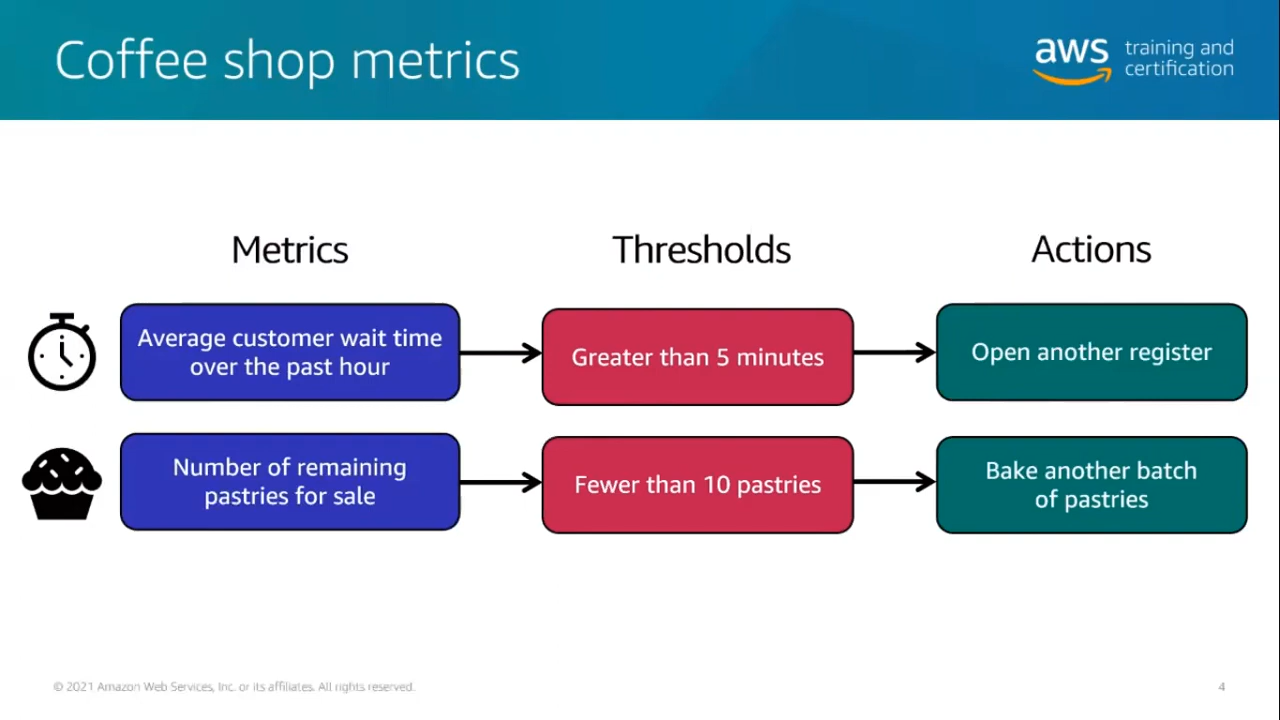 Coffee shop metrics
aws
training and
certification
Metrics
Thresholds
Actions
Average customer wait time
over the past hour
Greater than 5 minutes
Open another register
Number of remaining
pastries for sale
Fewer than 10 pastries
Bake another batch
of pastries
© 2021 Amazon Web Services, Inc. or its affiliates. All rights reserved.
4